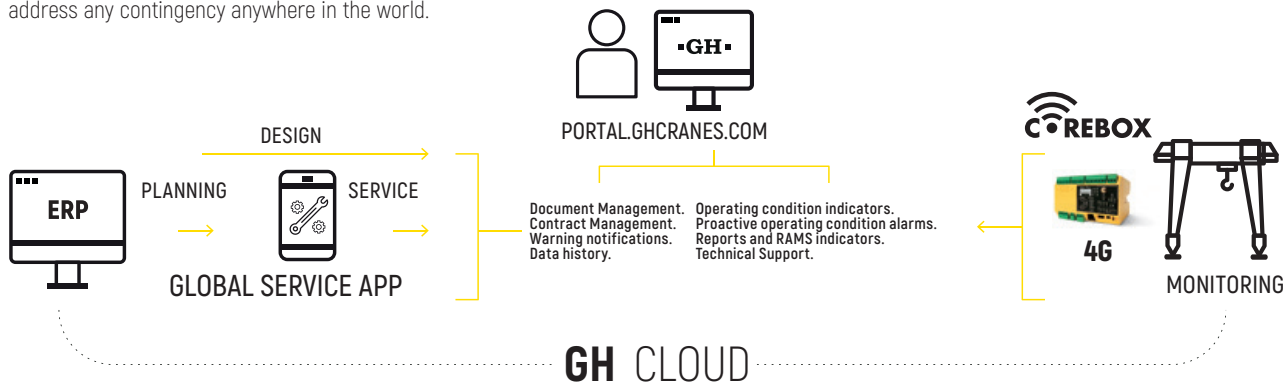 address any contingency anywhere in the world.
GH
PORTAL.GHCRANES.COM
COREBOX
DESIGN
ERP
PLANNING
SERVICE
GLOBAL SERVICE APP
Document Management.
Contract Management.
Warning notifications.
Data history.
Operating condition indicators.
Proactive operating condition alarms.
Reports and RAMS indicators.
Technical Support.
4G
MONITORING
GH CLOUD